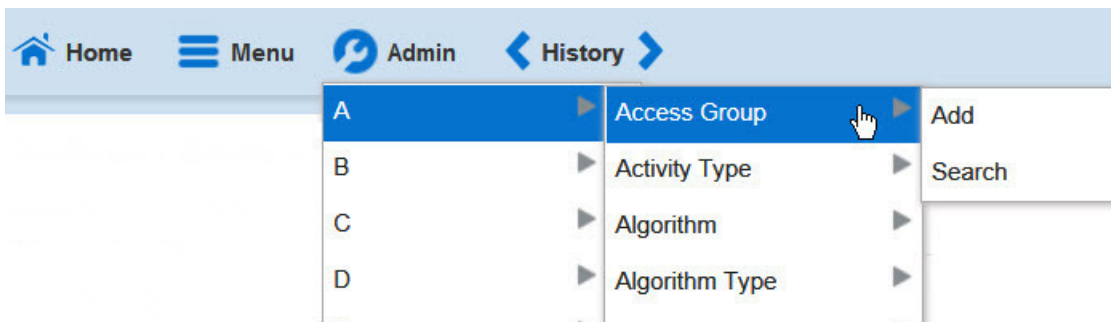 Home Menu Admin History
A Access Group Add
B Activity Type Search
C Algorithm
D Algorithm Type